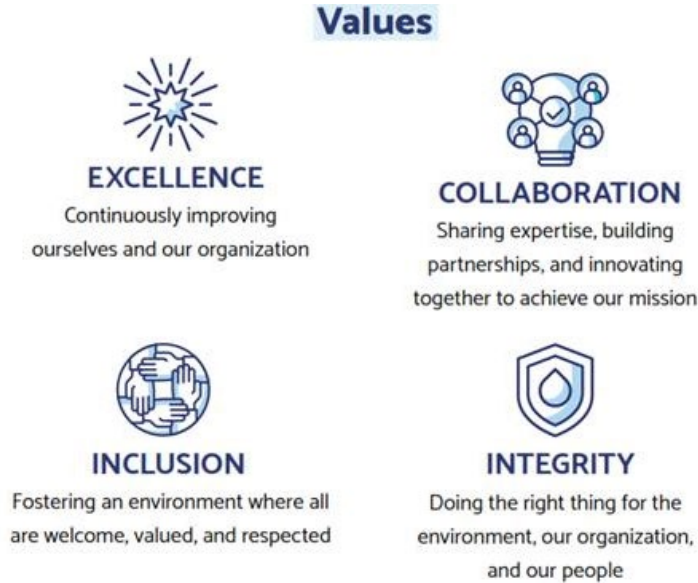 Values
EXCELLENCE
Continuously improving
ourselves and our organization
COLLABORATION
Sharing expertise, building
partnerships, and innovating
together to achieve our mission
INCLUSION
Fostering an environment where all
are welcome, valued, and respected
INTEGRITY
Doing the right thing for the
environment, our organization,
and our people